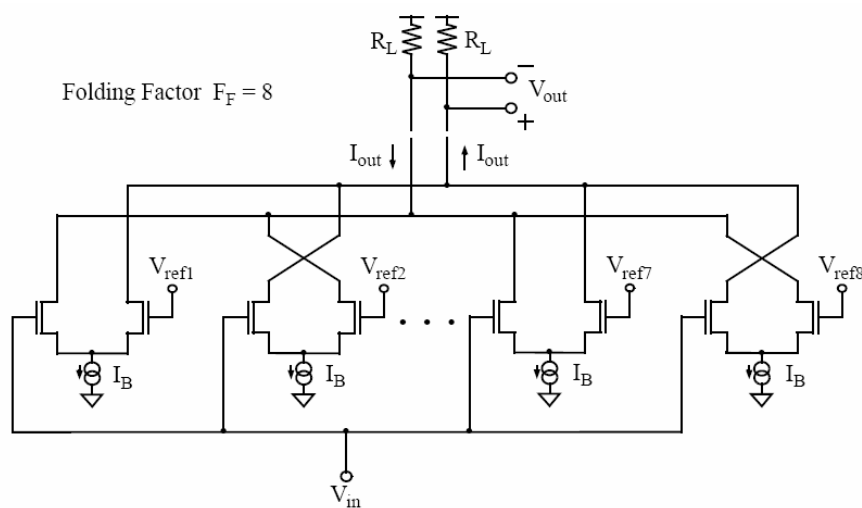 R_L R_L
−
V_out
+
Folding Factor F_F = 8
I_out I_out
V_ref1 V_ref2 V_ref7 V_ref8
. . .
I_B I_B I_B I_B
V_in